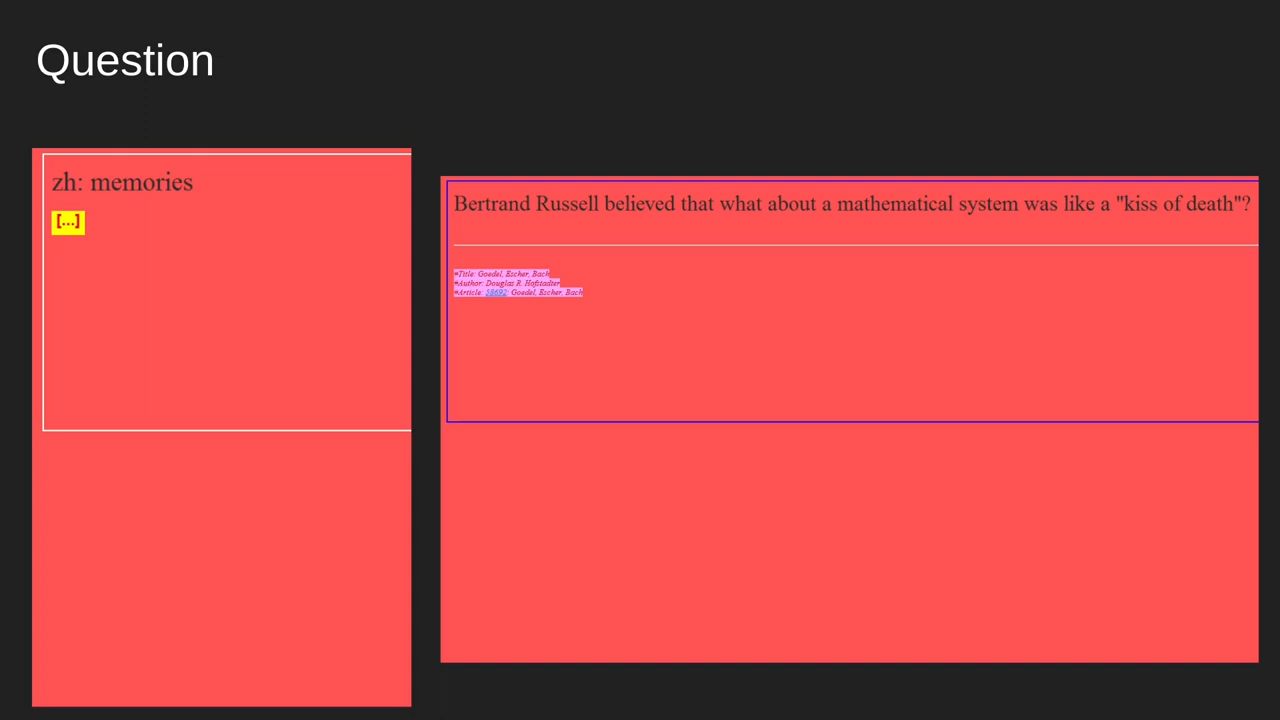 Question
zh: memories
[...]
Bertrand Russell believed that what about a mathematical system was like a "kiss of death"?
#Title: Goedel, Escher, Bach
#Author: Douglas R. Hofstadter
#Article: 58692: Goedel, Escher, Bach